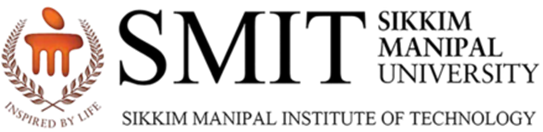 SMIT
SIKKIM
MANIPAL
UNIVERSITY
INSPIRED BY LIFE
SIKKIM MANIPAL INSTITUTE OF TECHNOLOGY